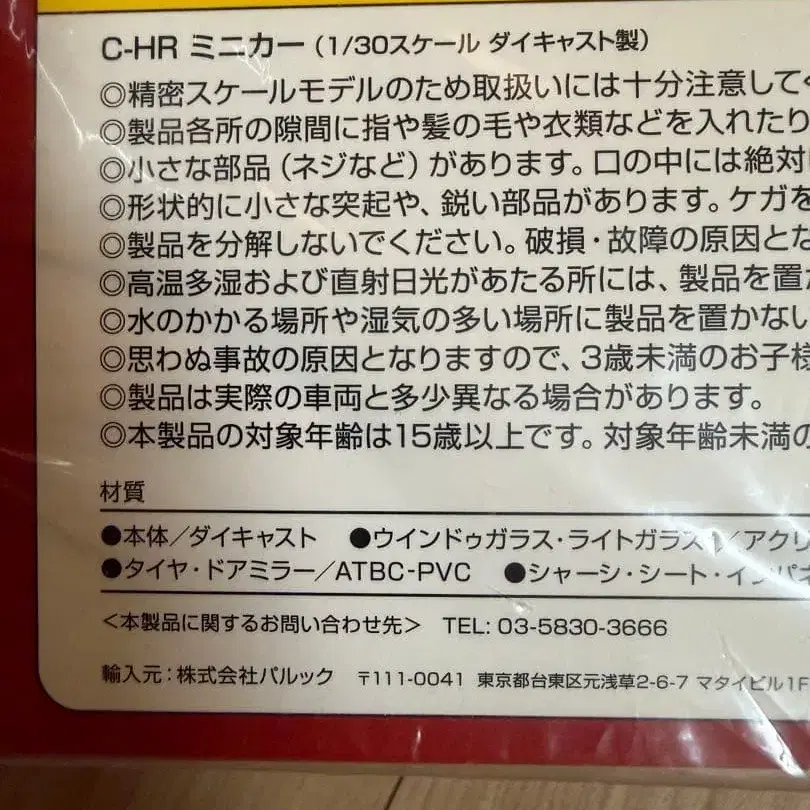 C-HR ミニカー（1/30スケール ダイキャスト製）
◎精密スケールモデルのため取扱いには十分注意して
◎製品各所の隙間に指や髪の毛や衣類などを入れたり
◎小さな部品（ネジなど）があります。口の中には絶対
◎形状的に小さな突起や、鋭い部品があります。ケガを
◎製品を分解しないでください。破損・故障の原因とな
◎高温多湿および直射日光があたる所には、製品を置
◎水のかかる場所や湿気の多い場所に製品を置かない
◎思わぬ事故の原因となりますので、3歳未満のお子様
◎製品は実際の車両と多少異なる場合があります。
◎本製品の対象年齢は15歳以上です。対象年齢未満の
材質
●本体／ダイキャスト ●ウインドゥガラス・ライトガラス／アクリ
●タイヤ・ドアミラー／ATBC-PVC ●シャーシ・シート・インパネ
＜本製品に関するお問い合わせ先＞ TEL: 03-5830-3666
輸入元：株式会社パルック 〒111-0041 東京都台東区元浅草2-6-7 マタイビル1F